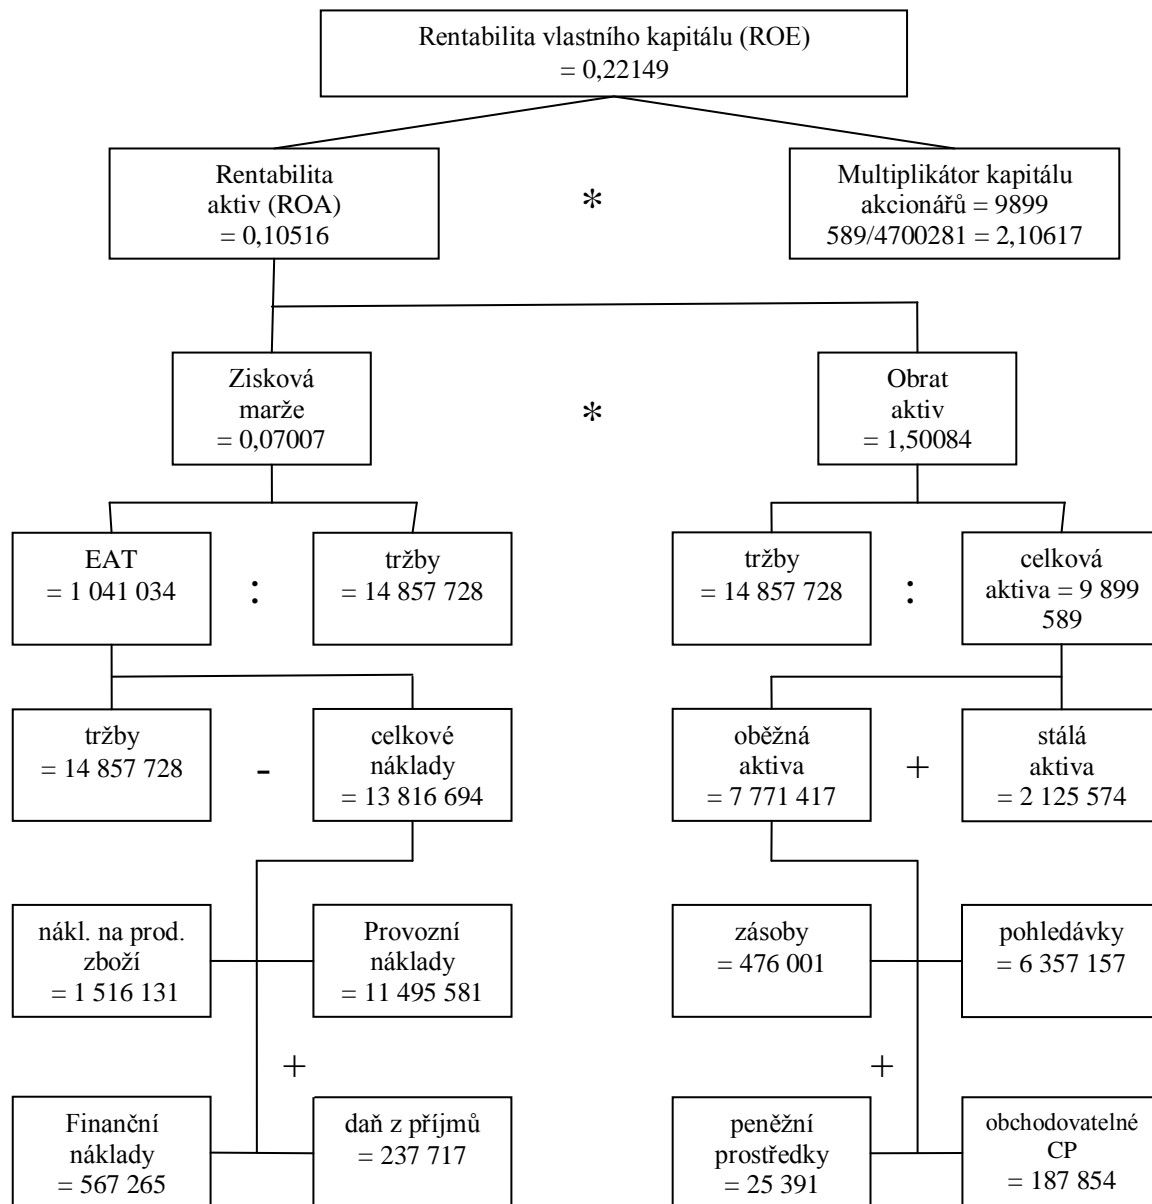 Rentabilita vlastního kapitálu (ROE)
= 0,22149
Rentabilita
aktiv (ROA)
= 0,10516
*
Multiplikátor kapitálu
akcionářů = 9899
589/4700281 = 2,10617
Zisková
marže
= 0,07007
*
Obrat
aktiv
= 1,50084
EAT
= 1 041 034
:
tržby
= 14 857 728
tržby
= 14 857 728
:
celková
aktiva = 9 899
589
tržby
= 14 857 728
-
celkové
náklady
= 13 816 694
oběžná
aktiva
= 7 771 417
+
stálá
aktiva
= 2 125 574
nákl. na prod.
zboží
= 1 516 131
Provozní
náklady
= 11 495 581
zásoby
= 476 001
pohledávky
= 6 357 157
+
+
Finanční
náklady
= 567 265
daň z příjmů
= 237 717
peněžní
prostředky
= 25 391
obchodovatelné
CP
= 187 854